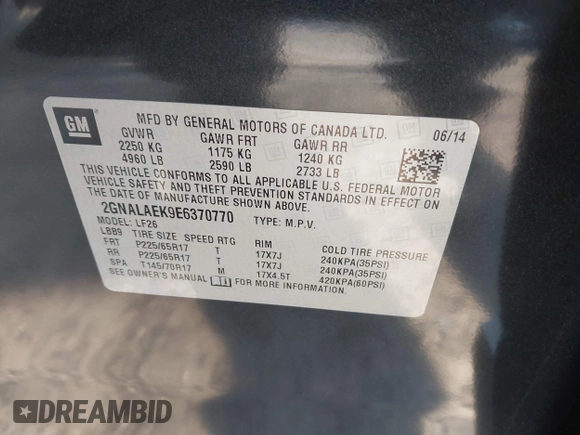 GM
MFD BY GENERAL MOTORS OF CANADA LTD. 06/14
GVWR GAWR FRT GAWR RR
2250 KG 1175 KG 1240 KG
4960 LB 2590 LB 2733 LB
THIS VEHICLE CONFORMS TO ALL APPLICABLE U.S. FEDERAL MOTOR
VEHICLE SAFETY AND THEFT PREVENTION STANDARDS IN EFFECT ON
THE DATE OF MANUFACTURE SHOWN ABOVE.
2GNALAEK9E6370770 TYPE: M.P.V.
MODEL: LF26
LBB9 TIRE SIZE SPEED RTG RIM COLD TIRE PRESSURE
FRT P225/65R17 T 17X7J 240KPA(35PSI)
RR P225/65R17 T 17X7J 240KPA(35PSI)
SPA T145/70R17 M 17X4.5T 420KPA(60PSI)
SEE OWNER'S MANUAL FOR MORE INFORMATION.
DREAMBID